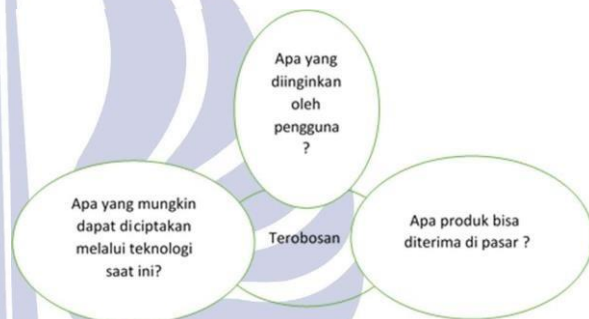 Apa yang
diinginkan
oleh
pengguna
?
Apa yang mungkin
dapat diciptakan
melalui teknologi
saat ini?
Terobosan
Apa produk bisa
diterima di pasar ?